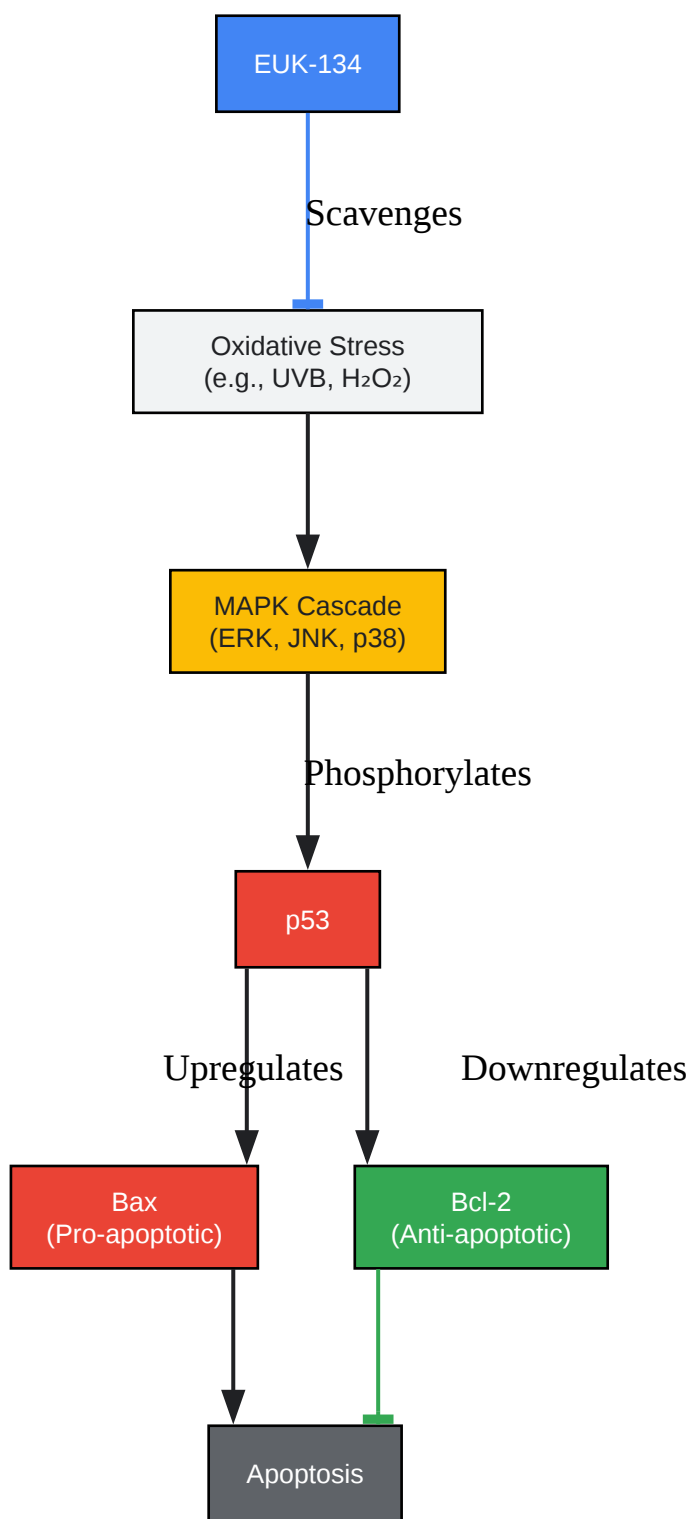 EUK-134
Scavenges
Oxidative Stress
(e.g., UVB, H₂O₂)
MAPK Cascade
(ERK, JNK, p38)
Phosphorylates
p53
Upregulates
Downregulates
Bax
(Pro-apoptotic)
Bcl-2
(Anti-apoptotic)
Apoptosis